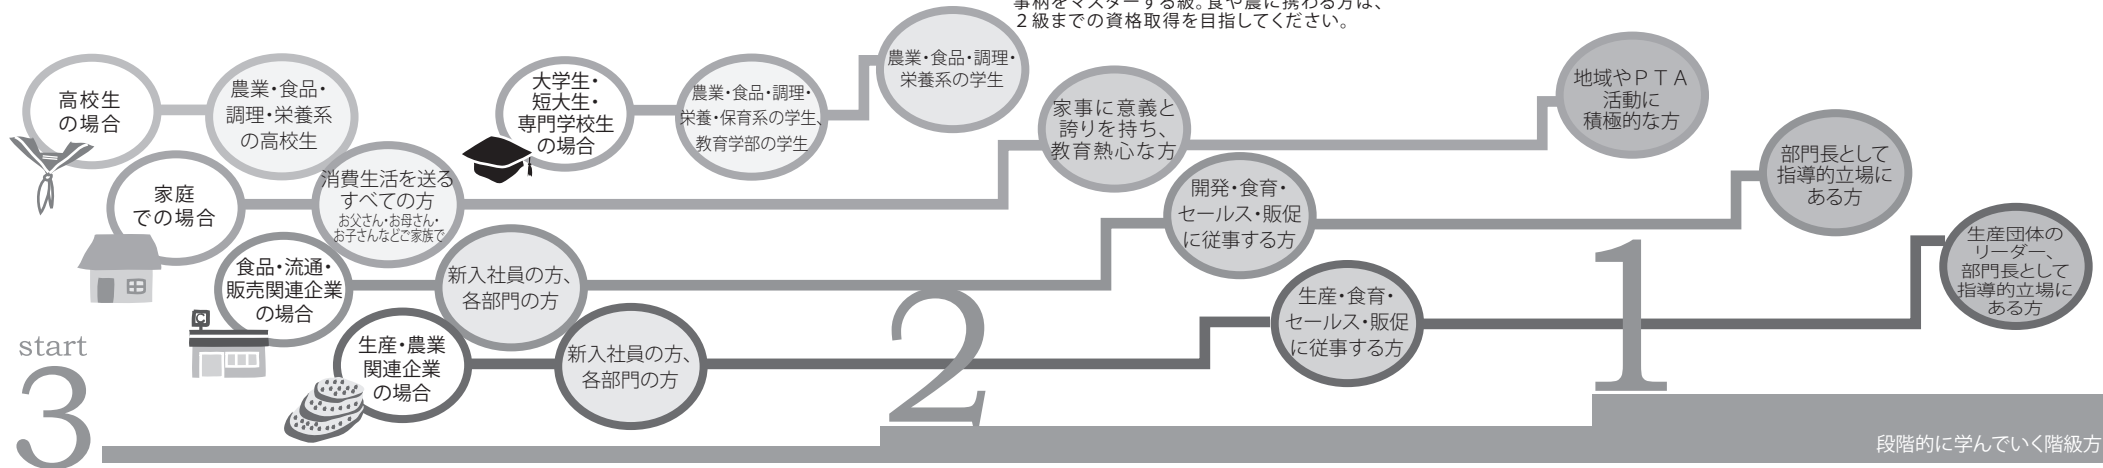 事柄をマスターする級。食や農に携わる方は、
２級までの資格取得を目指してください。
高校生
の場合
農業・食品・
調理・栄養系
の高校生
大学生・
短大生・
専門学校生
の場合
農業・食品・調理・
栄養・保育系の学生、
教育学部の学生
農業・食品・調理・
栄養系の学生
家庭
での場合
消費生活を送る
すべての方
お父さん・お母さん・
お子さんなどご家族で
家事に意義と
誇りを持ち、
教育熱心な方
地域やＰＴＡ
活動に
積極的な方
食品・流通・
販売関連企業
の場合
新入社員の方、
各部門の方
開発・食育・
セールス・販促
に従事する方
部門長として
指導的立場に
ある方
生産・農業
関連企業
の場合
新入社員の方、
各部門の方
生産・食育・
セールス・販促
に従事する方
生産団体の
リーダー、
部門長として
指導的立場に
ある方
C
start
3
2
1
段階的に学んでいく階級方